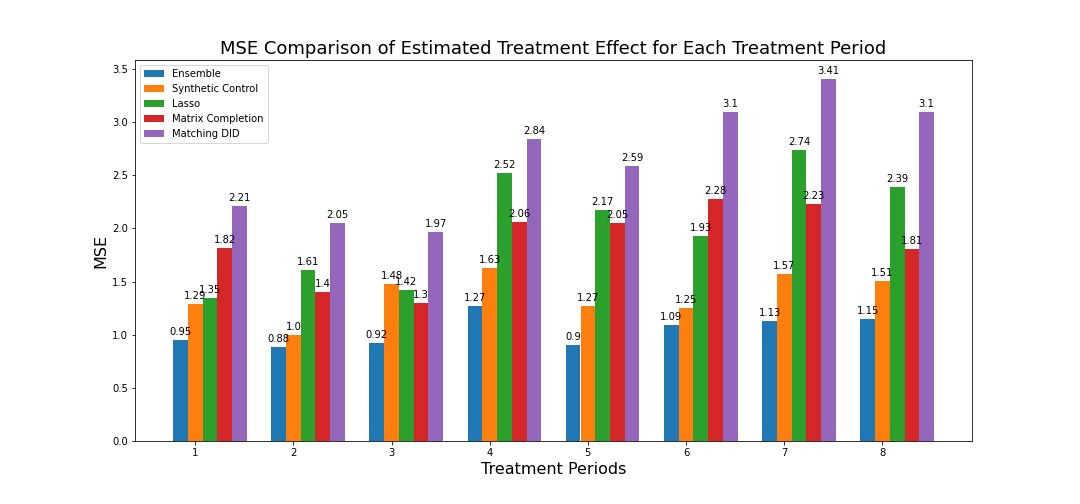 MSE Comparison of Estimated Treatment Effect for Each Treatment Period
Ensemble
Synthetic Control
Lasso
Matrix Completion
Matching DID
MSE
3.5
3.0
2.5
2.0
1.5
1.0
0.5
0.0
0.95 1.29 1.35 1.82 2.21
0.88 1.0 1.61 1.4 2.05
0.92 1.48 1.42 1.3 1.97
1.27 1.63 2.52 2.06 2.84
0.9 1.27 2.17 2.05 2.59
1.09 1.25 1.93 2.28 3.1
1.13 1.57 2.74 2.23 3.41
1.15 1.51 2.39 1.81 3.1
1 2 3 4 5 6 7 8
Treatment Periods